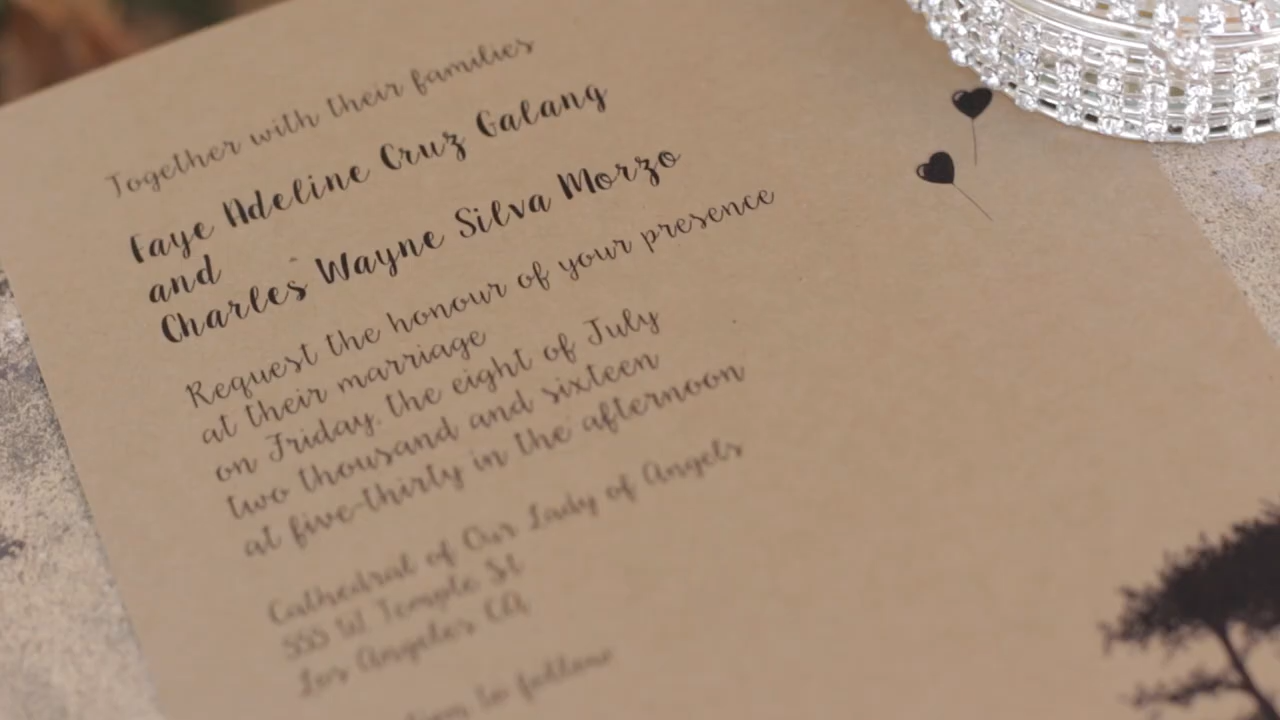 Together with their families
Faye Adeline Cruz Galang
and
Charles Wayne Silva Morzo
Request the honour of your presence
at their marriage
on Friday, the eight of July
two thousand and sixteen
at five-thirty in the afternoon
Cathedral of Our Lady of Angels
555 W Temple St
Los Angeles CA
to follow